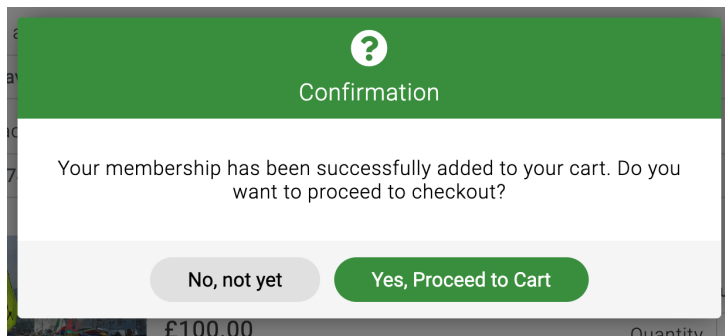 Confirmation
Your membership has been successfully added to your cart. Do you
want to proceed to checkout?
No, not yet
Yes, Proceed to Cart
£100.00
Quantity